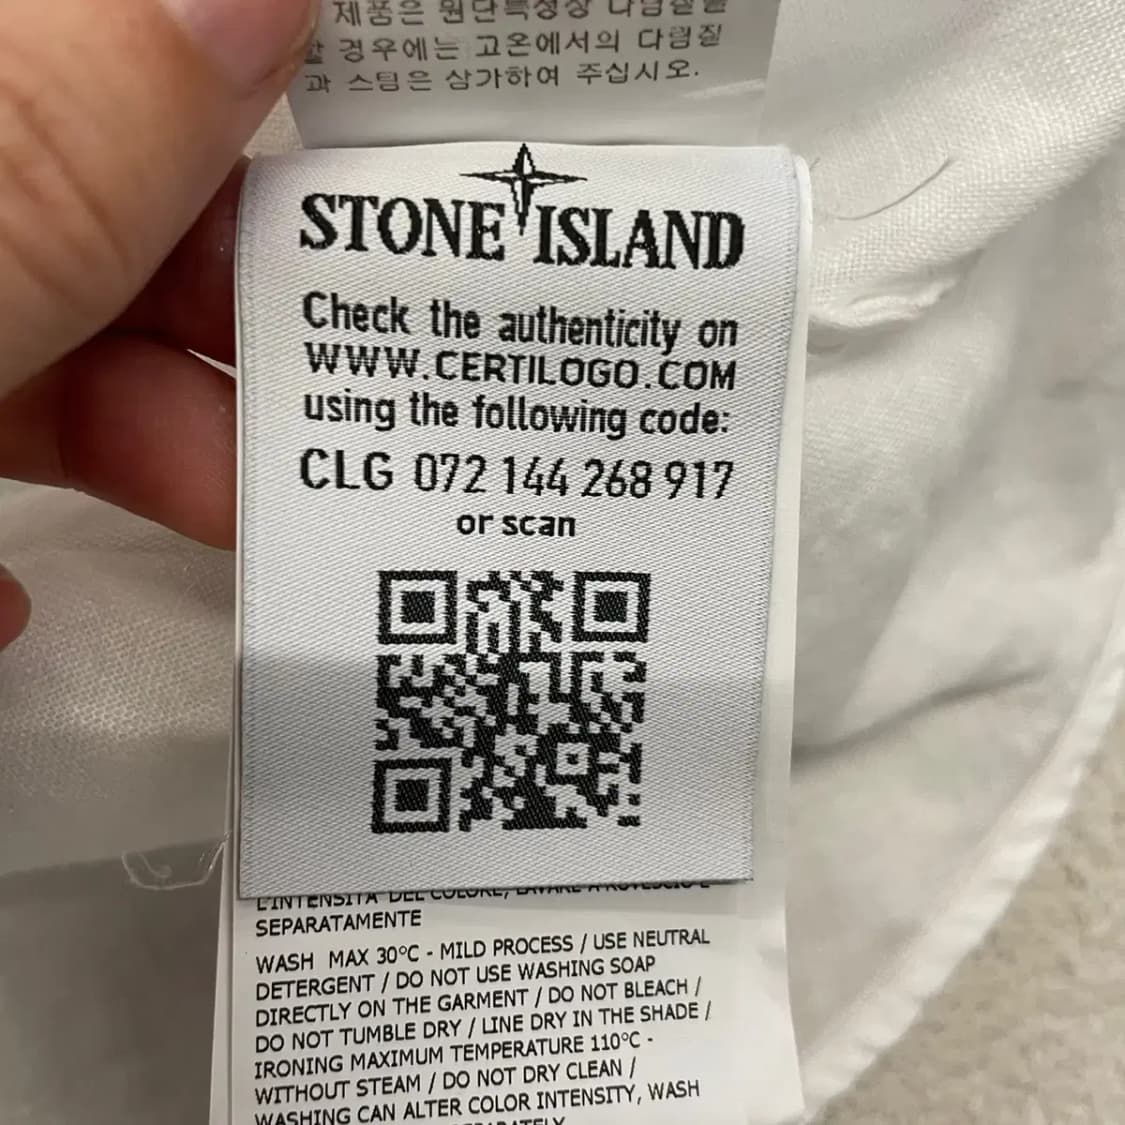 제품은 원단특성상 다림질을
할 경우에는 고온에서의 다림질
과 스팀은 삼가하여 주십시오.
STONE ISLAND
Check the authenticity on
WWW.CERTILOGO.COM
using the following code:
CLG 072 144 268 917
or scan
L'INTENSITA' DEL COLORE, LAVARE A ROVESCIO E
SEPARATAMENTE
WASH MAX 30°C - MILD PROCESS / USE NEUTRAL
DETERGENT / DO NOT USE WASHING SOAP
DIRECTLY ON THE GARMENT / DO NOT BLEACH /
DO NOT TUMBLE DRY / LINE DRY IN THE SHADE /
IRONING MAXIMUM TEMPERATURE 110°C -
WITHOUT STEAM / DO NOT DRY CLEAN /
WASHING CAN ALTER COLOR INTENSITY, WASH